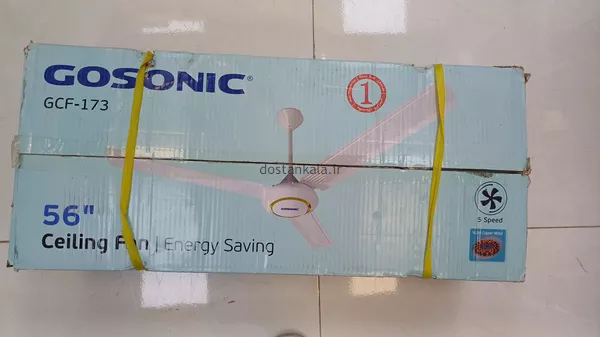 GOSONIC®
GCF-173
1
dostankala.ir
56"
Ceiling Fan | Energy Saving
5 Speed